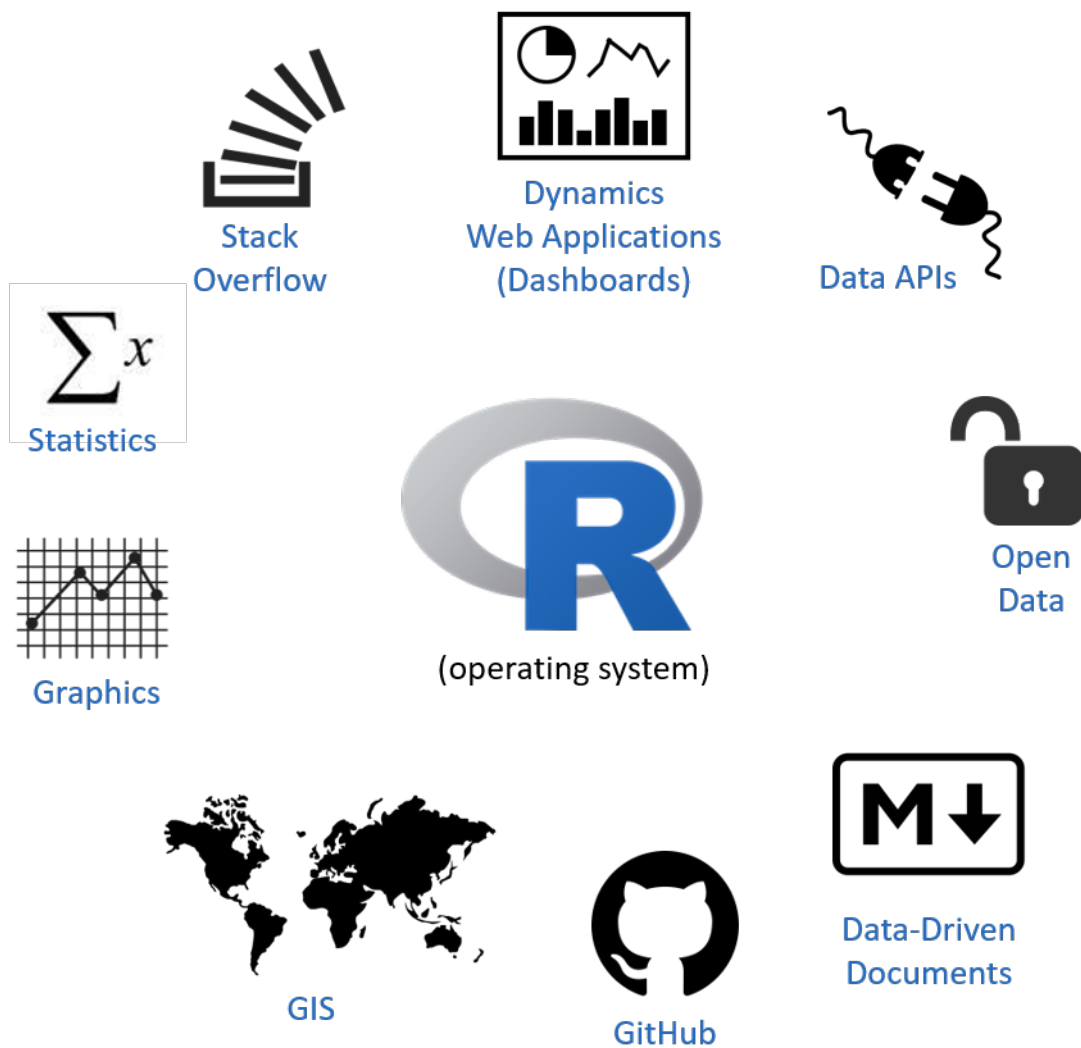 Stack
Overflow
Dynamics
Web Applications
(Dashboards)
Data APIs
∑x
Statistics
R
(operating system)
Open
Data
Graphics
M
Data-Driven
Documents
GIS
GitHub